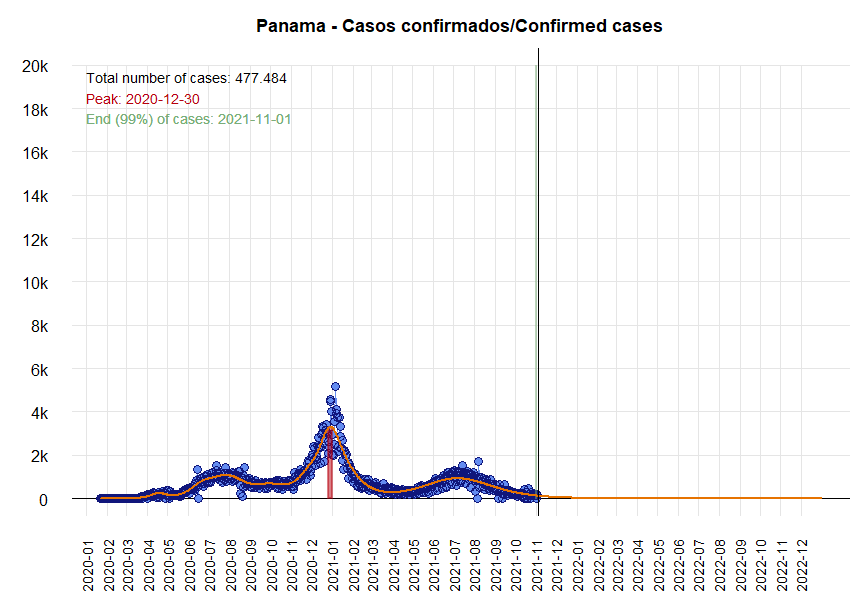 Panama - Casos confirmados/Confirmed cases
Total number of cases: 477.484
Peak: 2020-12-30
End (99%) of cases: 2021-11-01
20k
18k
16k
14k
12k
10k
8k
6k
4k
2k
0
2020-01
2020-02
2020-03
2020-04
2020-05
2020-06
2020-07
2020-08
2020-09
2020-10
2020-11
2020-12
2021-01
2021-02
2021-03
2021-04
2021-05
2021-06
2021-07
2021-08
2021-09
2021-10
2021-11
2021-12
2022-01
2022-02
2022-03
2022-04
2022-05
2022-06
2022-07
2022-08
2022-09
2022-10
2022-11
2022-12